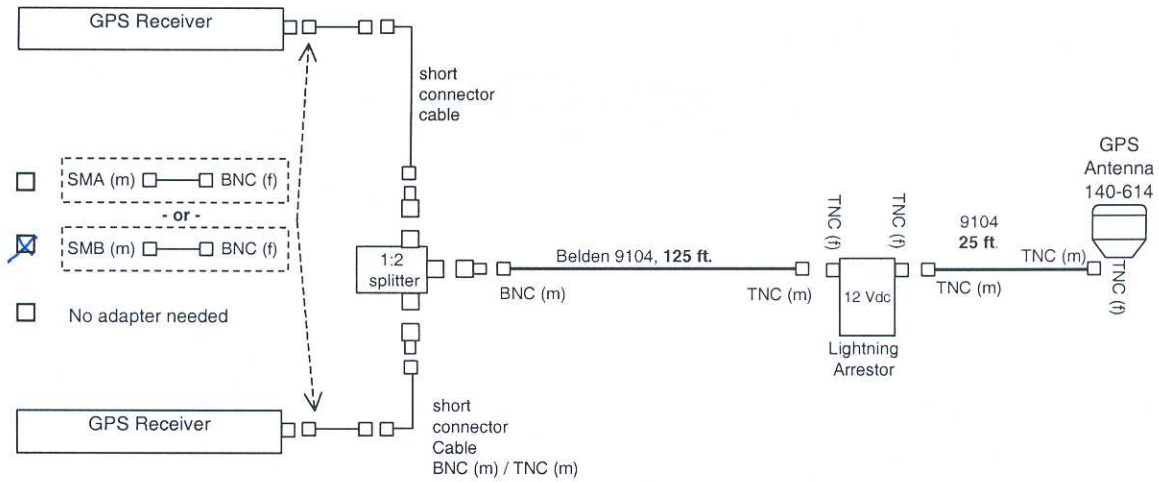 GPS Receiver
short
connector
cable
SMA (m) BNC (f)
- or -
SMB (m) BNC (f)
No adapter needed
1:2
splitter
Belden 9104, 125 ft.
BNC (m)
TNC (m)
TNC (f)
TNC (f)
12 Vdc
Lightning
Arrestor
9104
25 ft.
TNC (m)
TNC (m)
GPS
Antenna
140-614
TNC (f)
GPS Receiver
short
connector
Cable
BNC (m) / TNC (m)